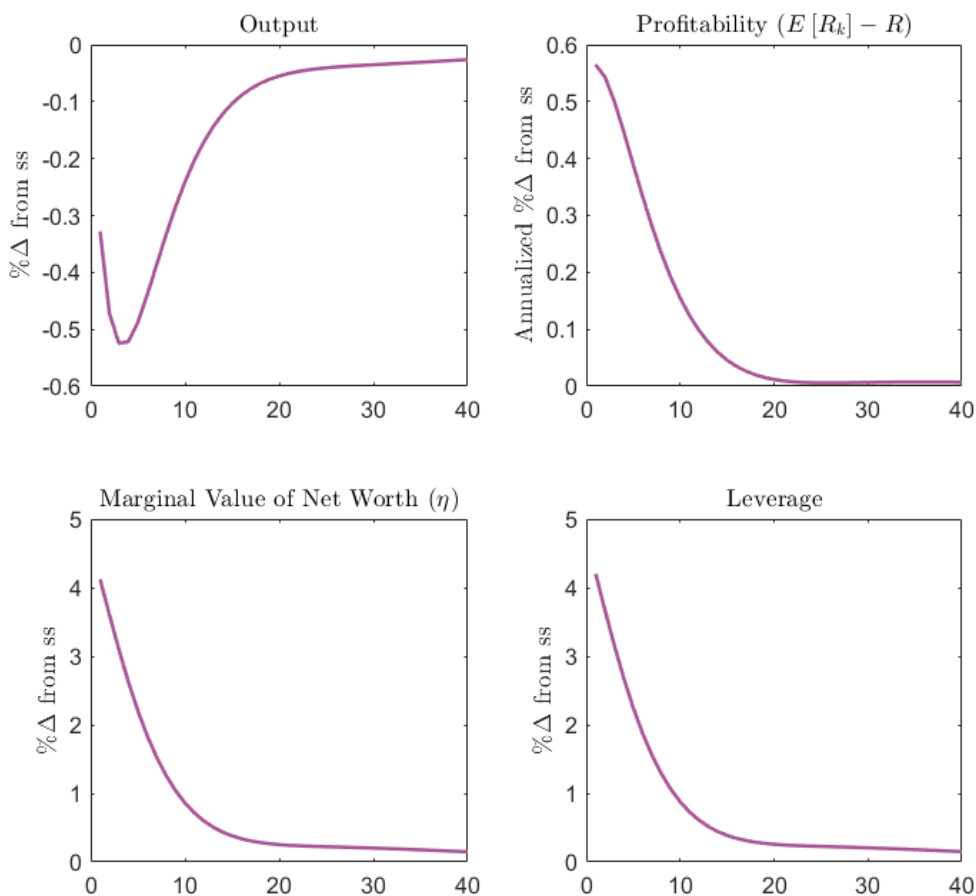 Output
%Δ from ss
0
-0.1
-0.2
-0.3
-0.4
-0.5
-0.6
0 10 20 30 40
Profitability (E [R_k] − R)
Annualized %Δ from ss
0.6
0.5
0.4
0.3
0.2
0.1
0
0 10 20 30 40
Marginal Value of Net Worth (η)
%Δ from ss
5
4
3
2
1
0
0 10 20 30 40
Leverage
%Δ from ss
5
4
3
2
1
0
0 10 20 30 40